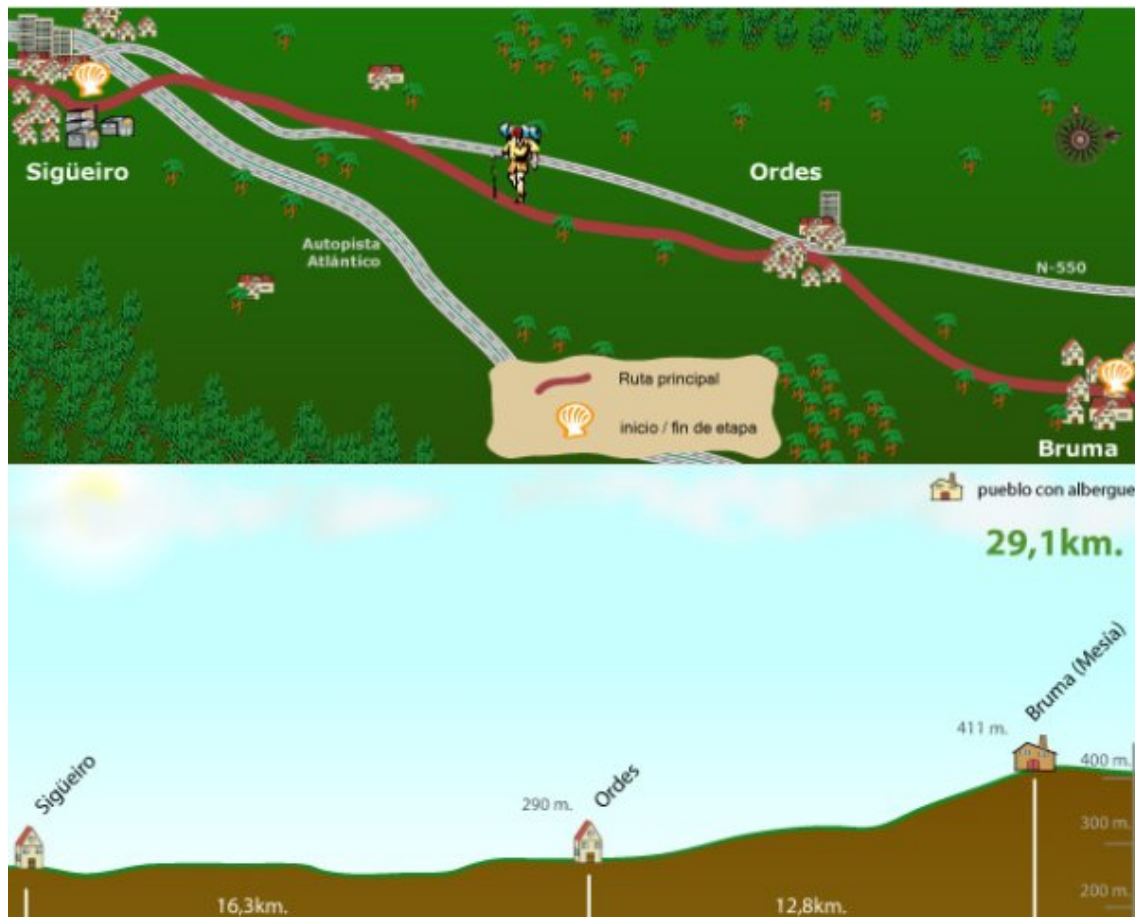 Sigüeiro
Ordes
Autopista
Atlántico
N-550
Ruta principal
inicio / fin de etapa
Bruma
pueblo con albergue
29,1km.
Bruma (Mesía)
411 m.
400 m.
Sigüeiro
290 m.
Ordes
300 m.
200 m.
16,3km.
12,8km.